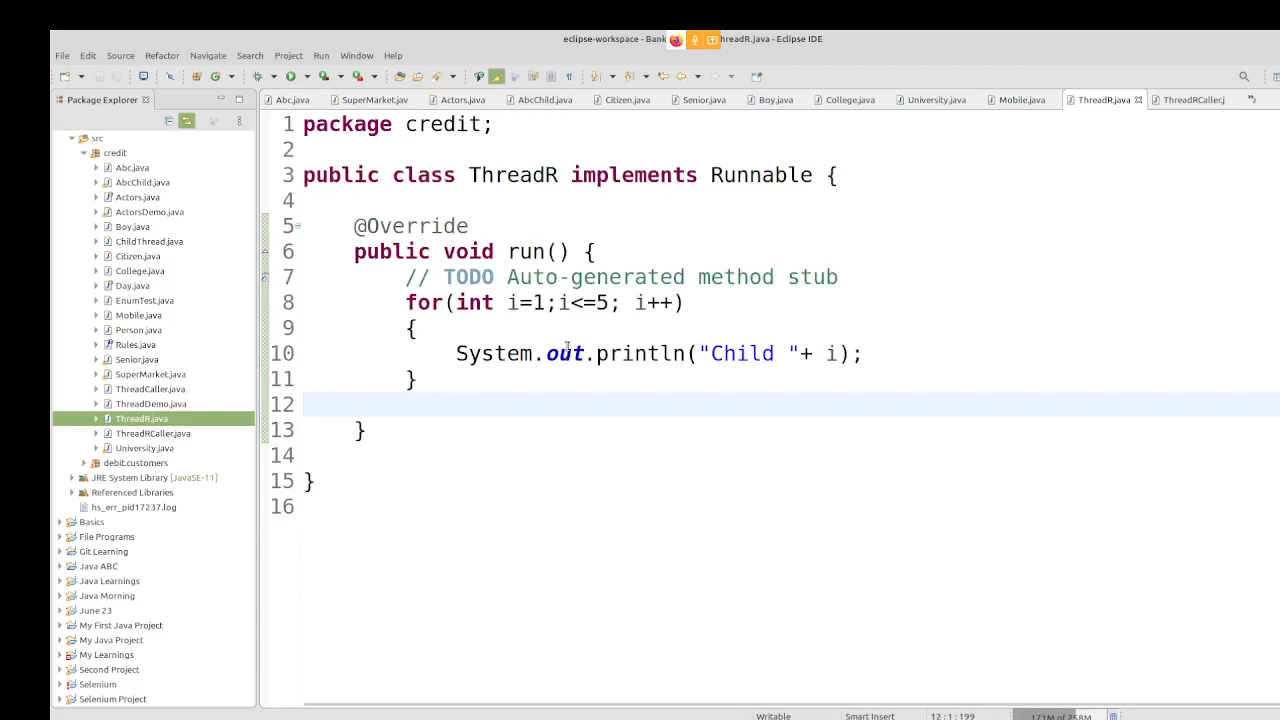 eclipse-workspace - Bank
hreadR.java - Eclipse IDE
File Edit Source Refactor Navigate Search Project Run Window Help
Package Explorer
Abc.java SuperMarket.jav Actors.java AbcChild.java Citizen.java Senior.java Boy.java College.java University.java Mobile.java ThreadR.java ThreadRCaller.j
src
credit
Abc.java
AbcChild.java
Actors.java
ActorsDemo.java
Boy.java
ChildThread.java
Citizen.java
College.java
Day.java
EnumTest.java
Mobile.java
Person.java
Rules.java
Senior.java
SuperMarket.java
ThreadCaller.java
ThreadDemo.java
ThreadR.java
ThreadRCaller.java
University.java
debit.customers
JRE System Library [JavaSE-11]
Referenced Libraries
hs_err_pid17237.log
Basics
File Programs
Git Learning
Java ABC
Java Learnings
Java Morning
June 23
My First Java Project
My Java Project
My Learnings
Second Project
Selenium
Selenium Project
1 package credit;
2
3 public class ThreadR implements Runnable {
4
5 @Override
6 public void run() {
7 // TODO Auto-generated method stub
8 for(int i=1;i<=5; i++)
9 {
10 System.out.println("Child "+ i);
11 }
12
13 }
14
15 }
16
Writable Smart Insert 12 : 1 : 199 171M of 258M